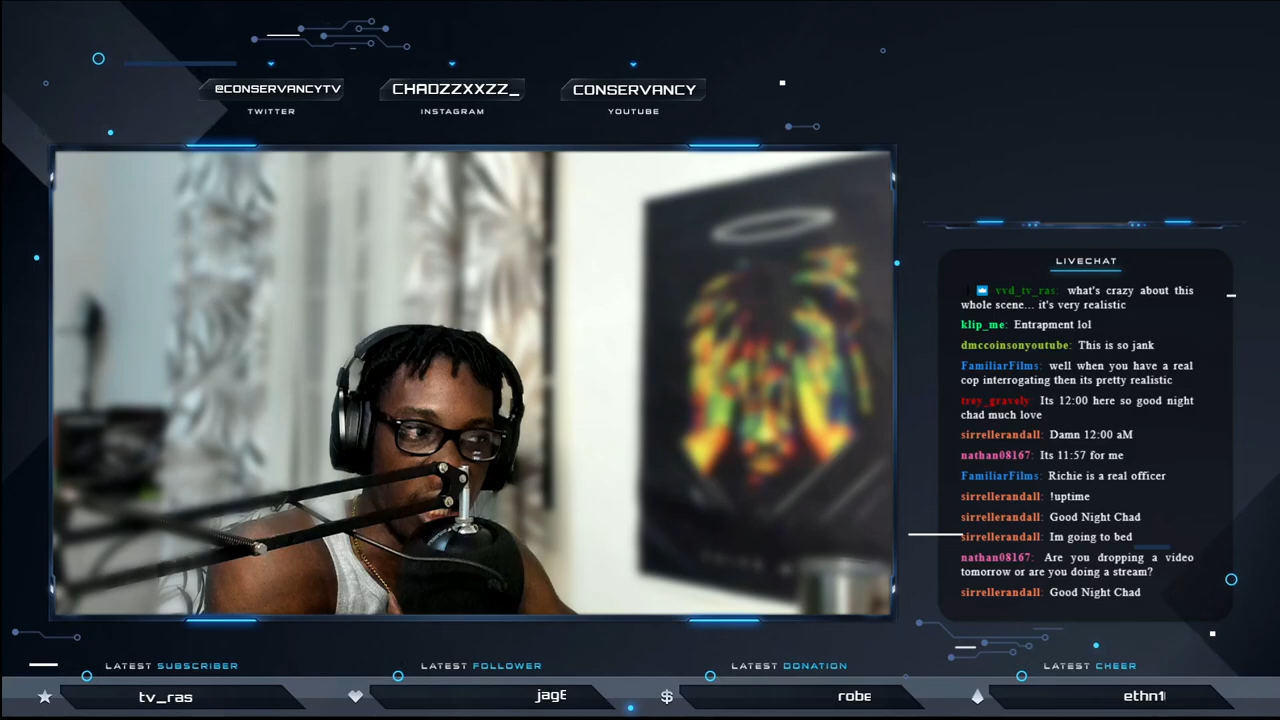 @CONSERVANCYTV CHADZZXXZZ_ CONSERVANCY
TWITTER INSTAGRAM YOUTUBE
LIVECHAT
vvd_tv_ras: what's crazy about this
whole scene... it's very realistic
klip_me: Entrapment lol
dmccoinsonyoutube: This is so jank
FamiliarFilms: well when you have a real
cop interrogating then its pretty realistic
trey_gravely: Its 12:00 here so good night
chad much love
sirrellerandall: Damn 12:00 aM
nathan08167: Its 11:57 for me
FamiliarFilms: Richie is a real officer
sirrellerandall: !uptime
sirrellerandall: Good Night Chad
sirrellerandall: Im going to bed
nathan08167: Are you dropping a video
tomorrow or are you doing a stream?
sirrellerandall: Good Night Chad
LATEST SUBSCRIBER LATEST FOLLOWER LATEST DONATION LATEST CHEER
tv_ras jagE $ robe ethn1